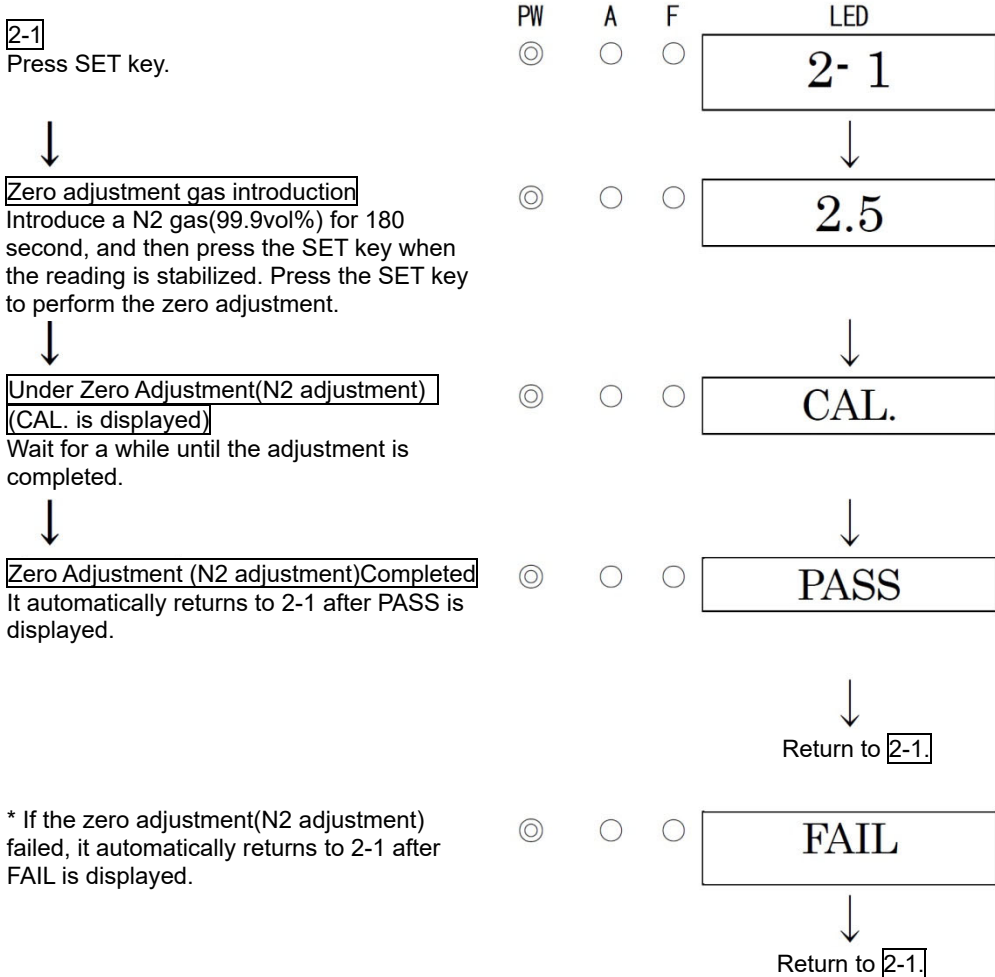 PW A F LED
2-1
Press SET key.
2- 1
Zero adjustment gas introduction
Introduce a N2 gas(99.9vol%) for 180
second, and then press the SET key when
the reading is stabilized. Press the SET key
to perform the zero adjustment.
2.5
Under Zero Adjustment(N2 adjustment)
(CAL. is displayed)
Wait for a while until the adjustment is
completed.
CAL.
Zero Adjustment (N2 adjustment)Completed
It automatically returns to 2-1 after PASS is
displayed.
PASS
Return to 2-1.
* If the zero adjustment(N2 adjustment)
failed, it automatically returns to 2-1 after
FAIL is displayed.
FAIL
Return to 2-1.